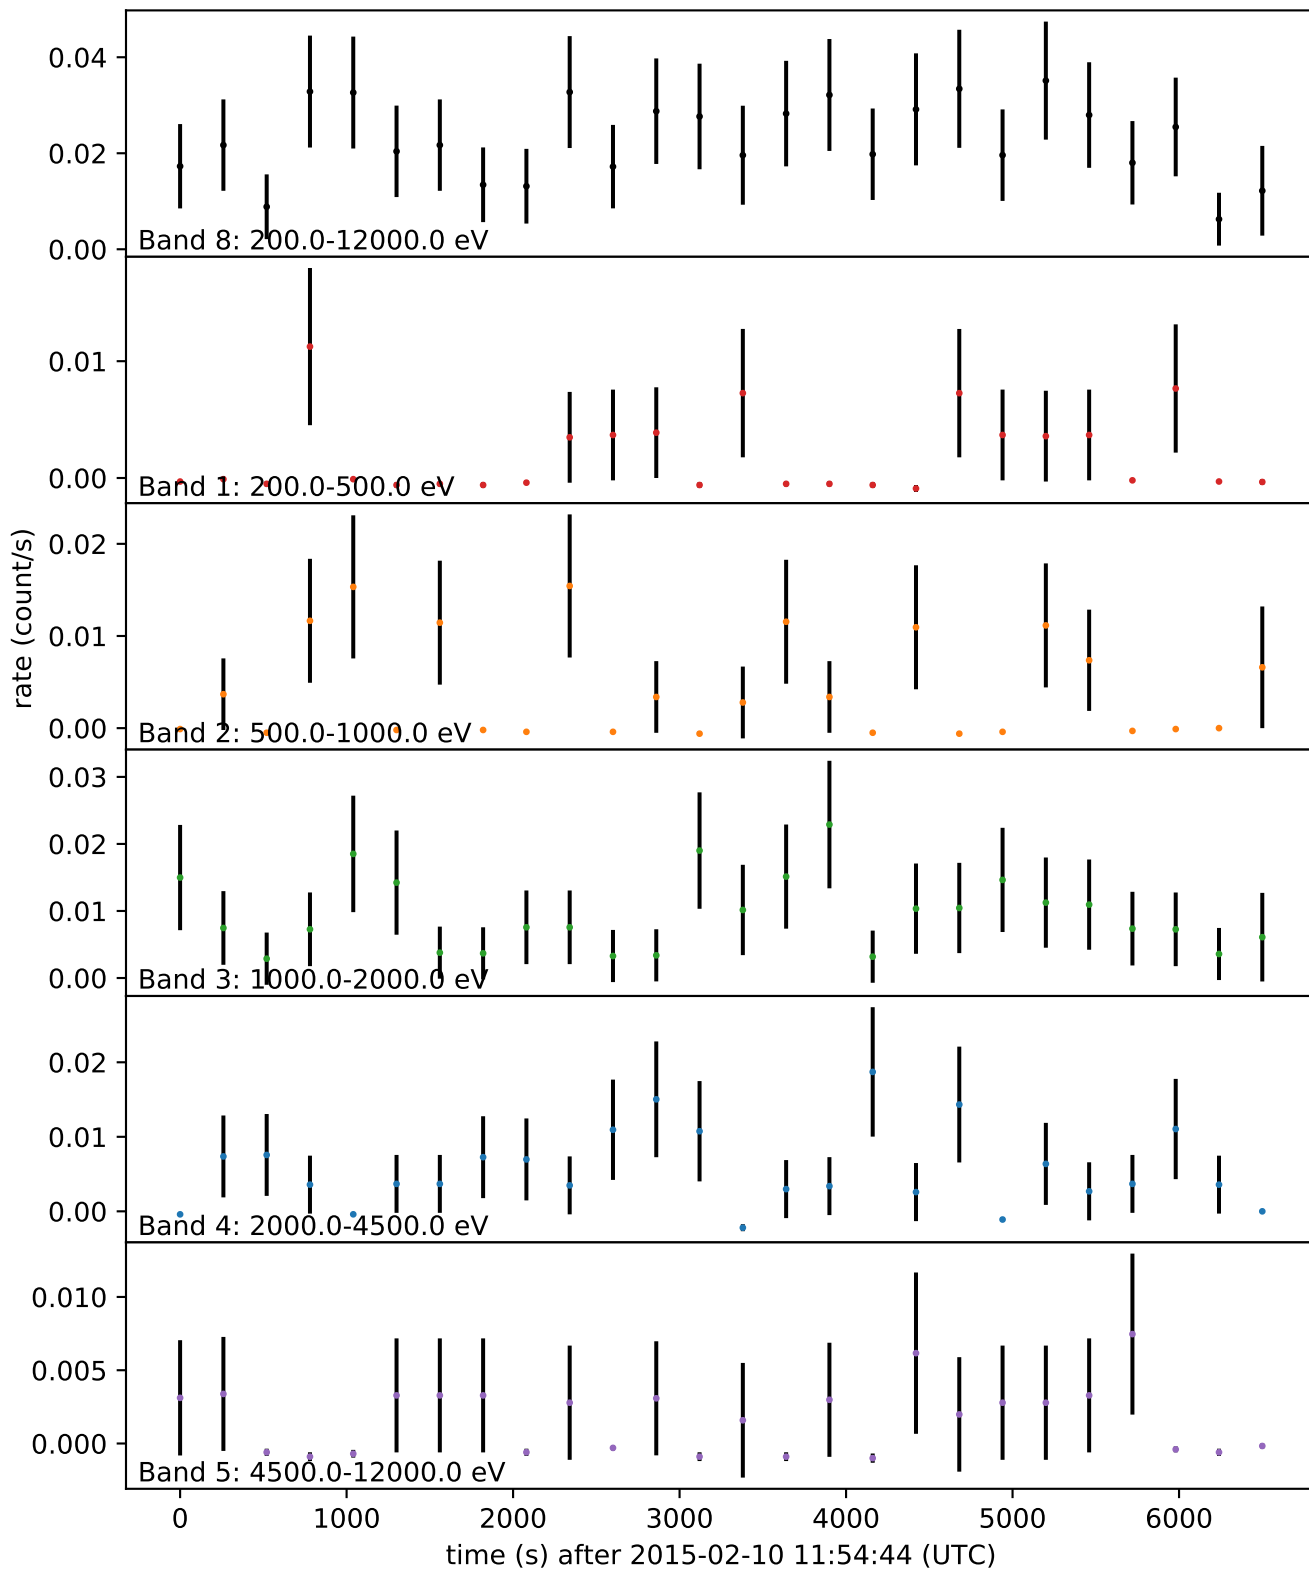 0.04
0.02
0.00
Band 8: 200.0-12000.0 eV
0.01
0.00
Band 1: 200.0-500.0 eV
rate (count/s)
0.02
0.01
0.00
Band 2: 500.0-1000.0 eV
0.03
0.02
0.01
0.00
Band 3: 1000.0-2000.0 eV
0.02
0.01
0.00
Band 4: 2000.0-4500.0 eV
0.010
0.005
0.000
Band 5: 4500.0-12000.0 eV
0 1000 2000 3000 4000 5000 6000
time (s) after 2015-02-10 11:54:44 (UTC)